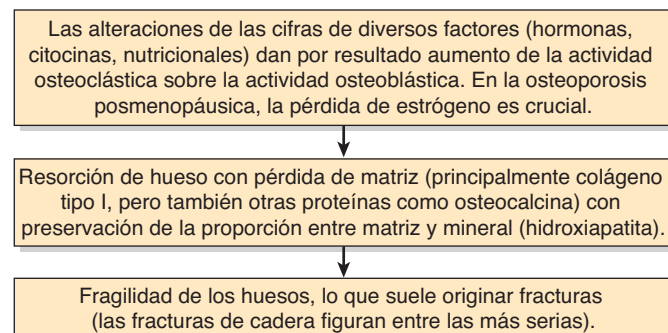 Las alteraciones de las cifras de diversos factores (hormonas,
citocinas, nutricionales) dan por resultado aumento de la actividad
osteoclástica sobre la actividad osteoblástica. En la osteoporosis
posmenopáusica, la pérdida de estrógeno es crucial.
Resorción de hueso con pérdida de matriz (principalmente colágeno
tipo I, pero también otras proteínas como osteocalcina) con
preservación de la proporción entre matriz y mineral (hidroxiapatita).
Fragilidad de los huesos, lo que suele originar fracturas
(las fracturas de cadera figuran entre las más serias).